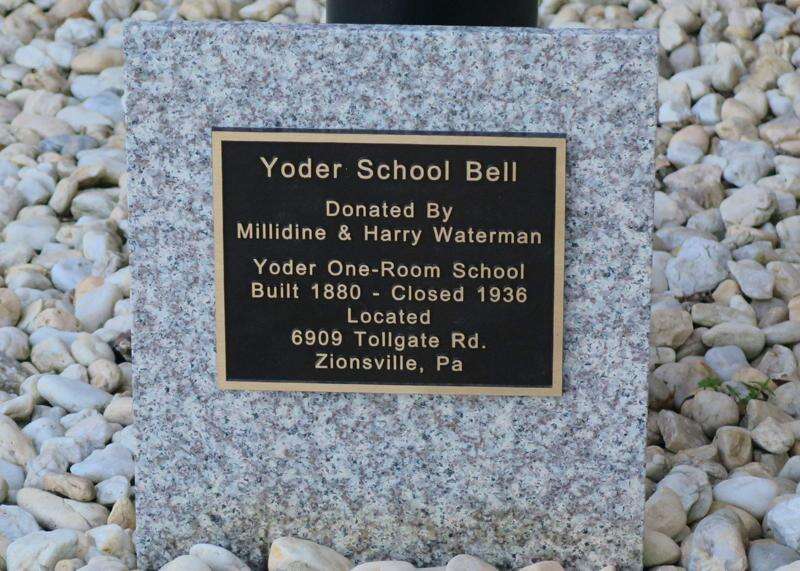 Yoder School Bell
Donated By
Millidine & Harry Waterman
Yoder One-Room School
Built 1880 - Closed 1936
Located
6909 Tollgate Rd.
Zionsville, Pa